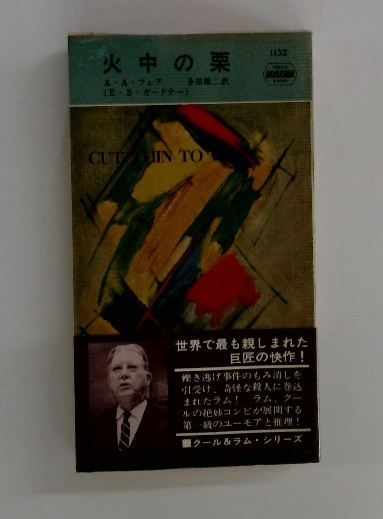 火中の栗
1132
A・A・フェア　多田雄二訳
(E・S・ガードナー)
CUT THIN TO
世界で最も親しまれた
巨匠の快作！
轢き逃げ事件のもみ消しを
引受け、奇怪な殺人に巻込
まれたラム！　ラム、クー
ルの絶妙コンビが展開する
第一級のユーモアと推理！
■クール&ラム・シリーズ